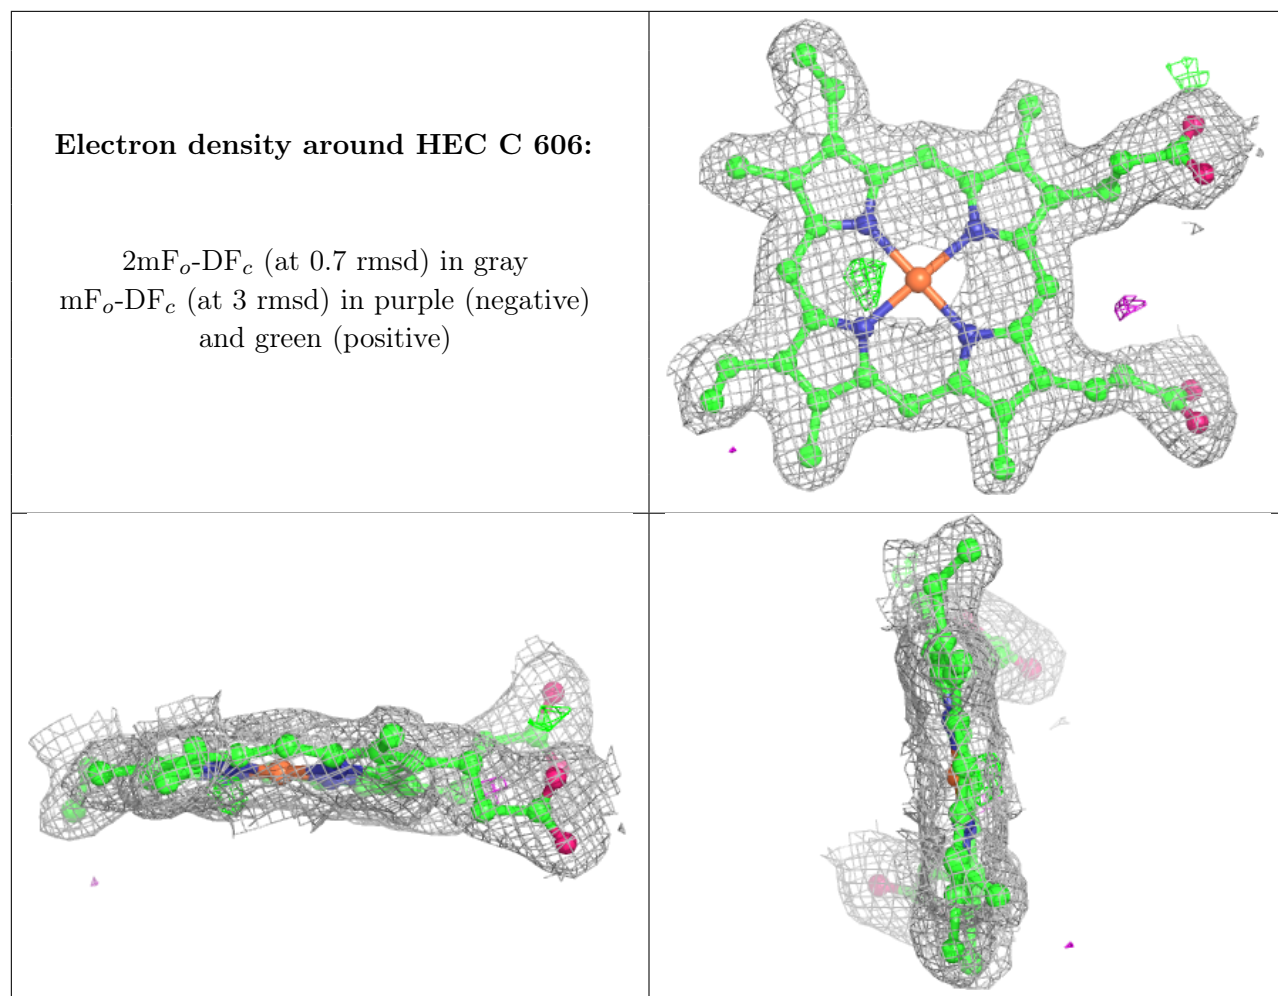 Electron density around HEC C 606:
2mFo-DFc (at 0.7 rmsd) in gray
mFo-DFc (at 3 rmsd) in purple (negative)
and green (positive)